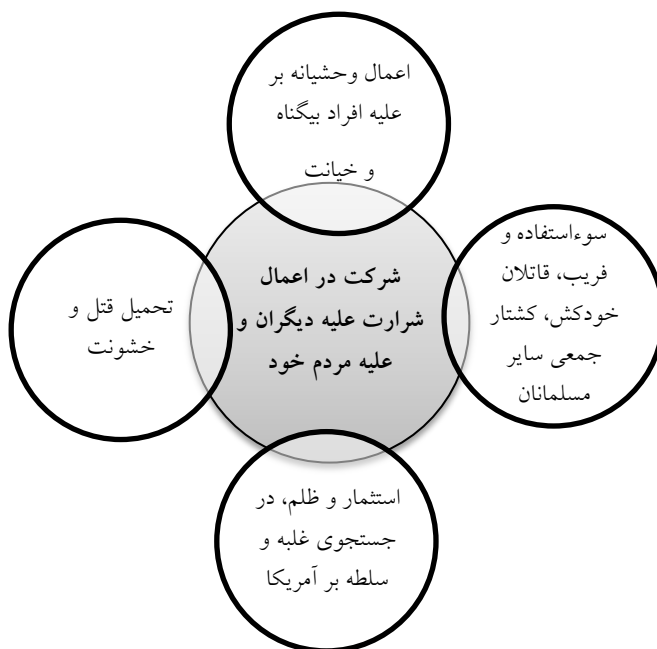 اعمال وحشیانه بر
علیه افراد بیگناه
و خیانت
سوءاستفاده و
فریب، قاتلان
خودکش، کشتار
جمعی سایر
مسلمانان
شرکت در اعمال
شرارت علیه دیگران و
علیه مردم خود
تحمیل قتل و
خشونت
استثمار و ظلم، در
جستجوی غلبه و
سلطه بر آمریکا